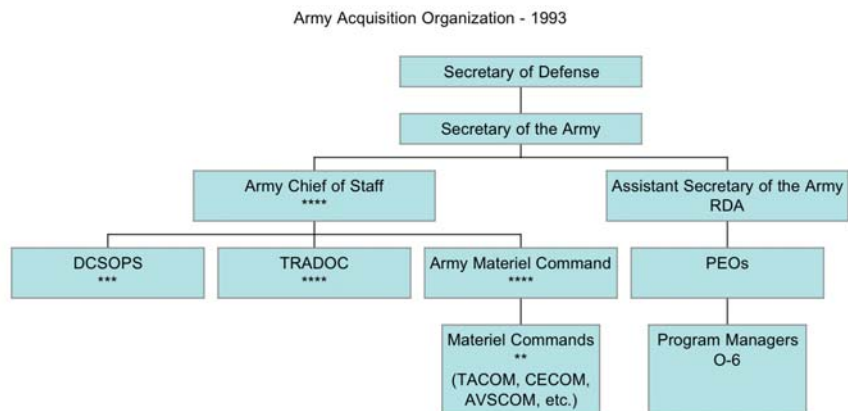 Army Acquisition Organization - 1993
Secretary of Defense
Secretary of the Army
Army Chief of Staff
****
Assistant Secretary of the Army
RDA
DCSOPS
***
TRADOC
****
Army Materiel Command
****
PEOs
Materiel Commands
**
(TACOM, CECOM,
AVSCOM, etc.)
Program Managers
O-6